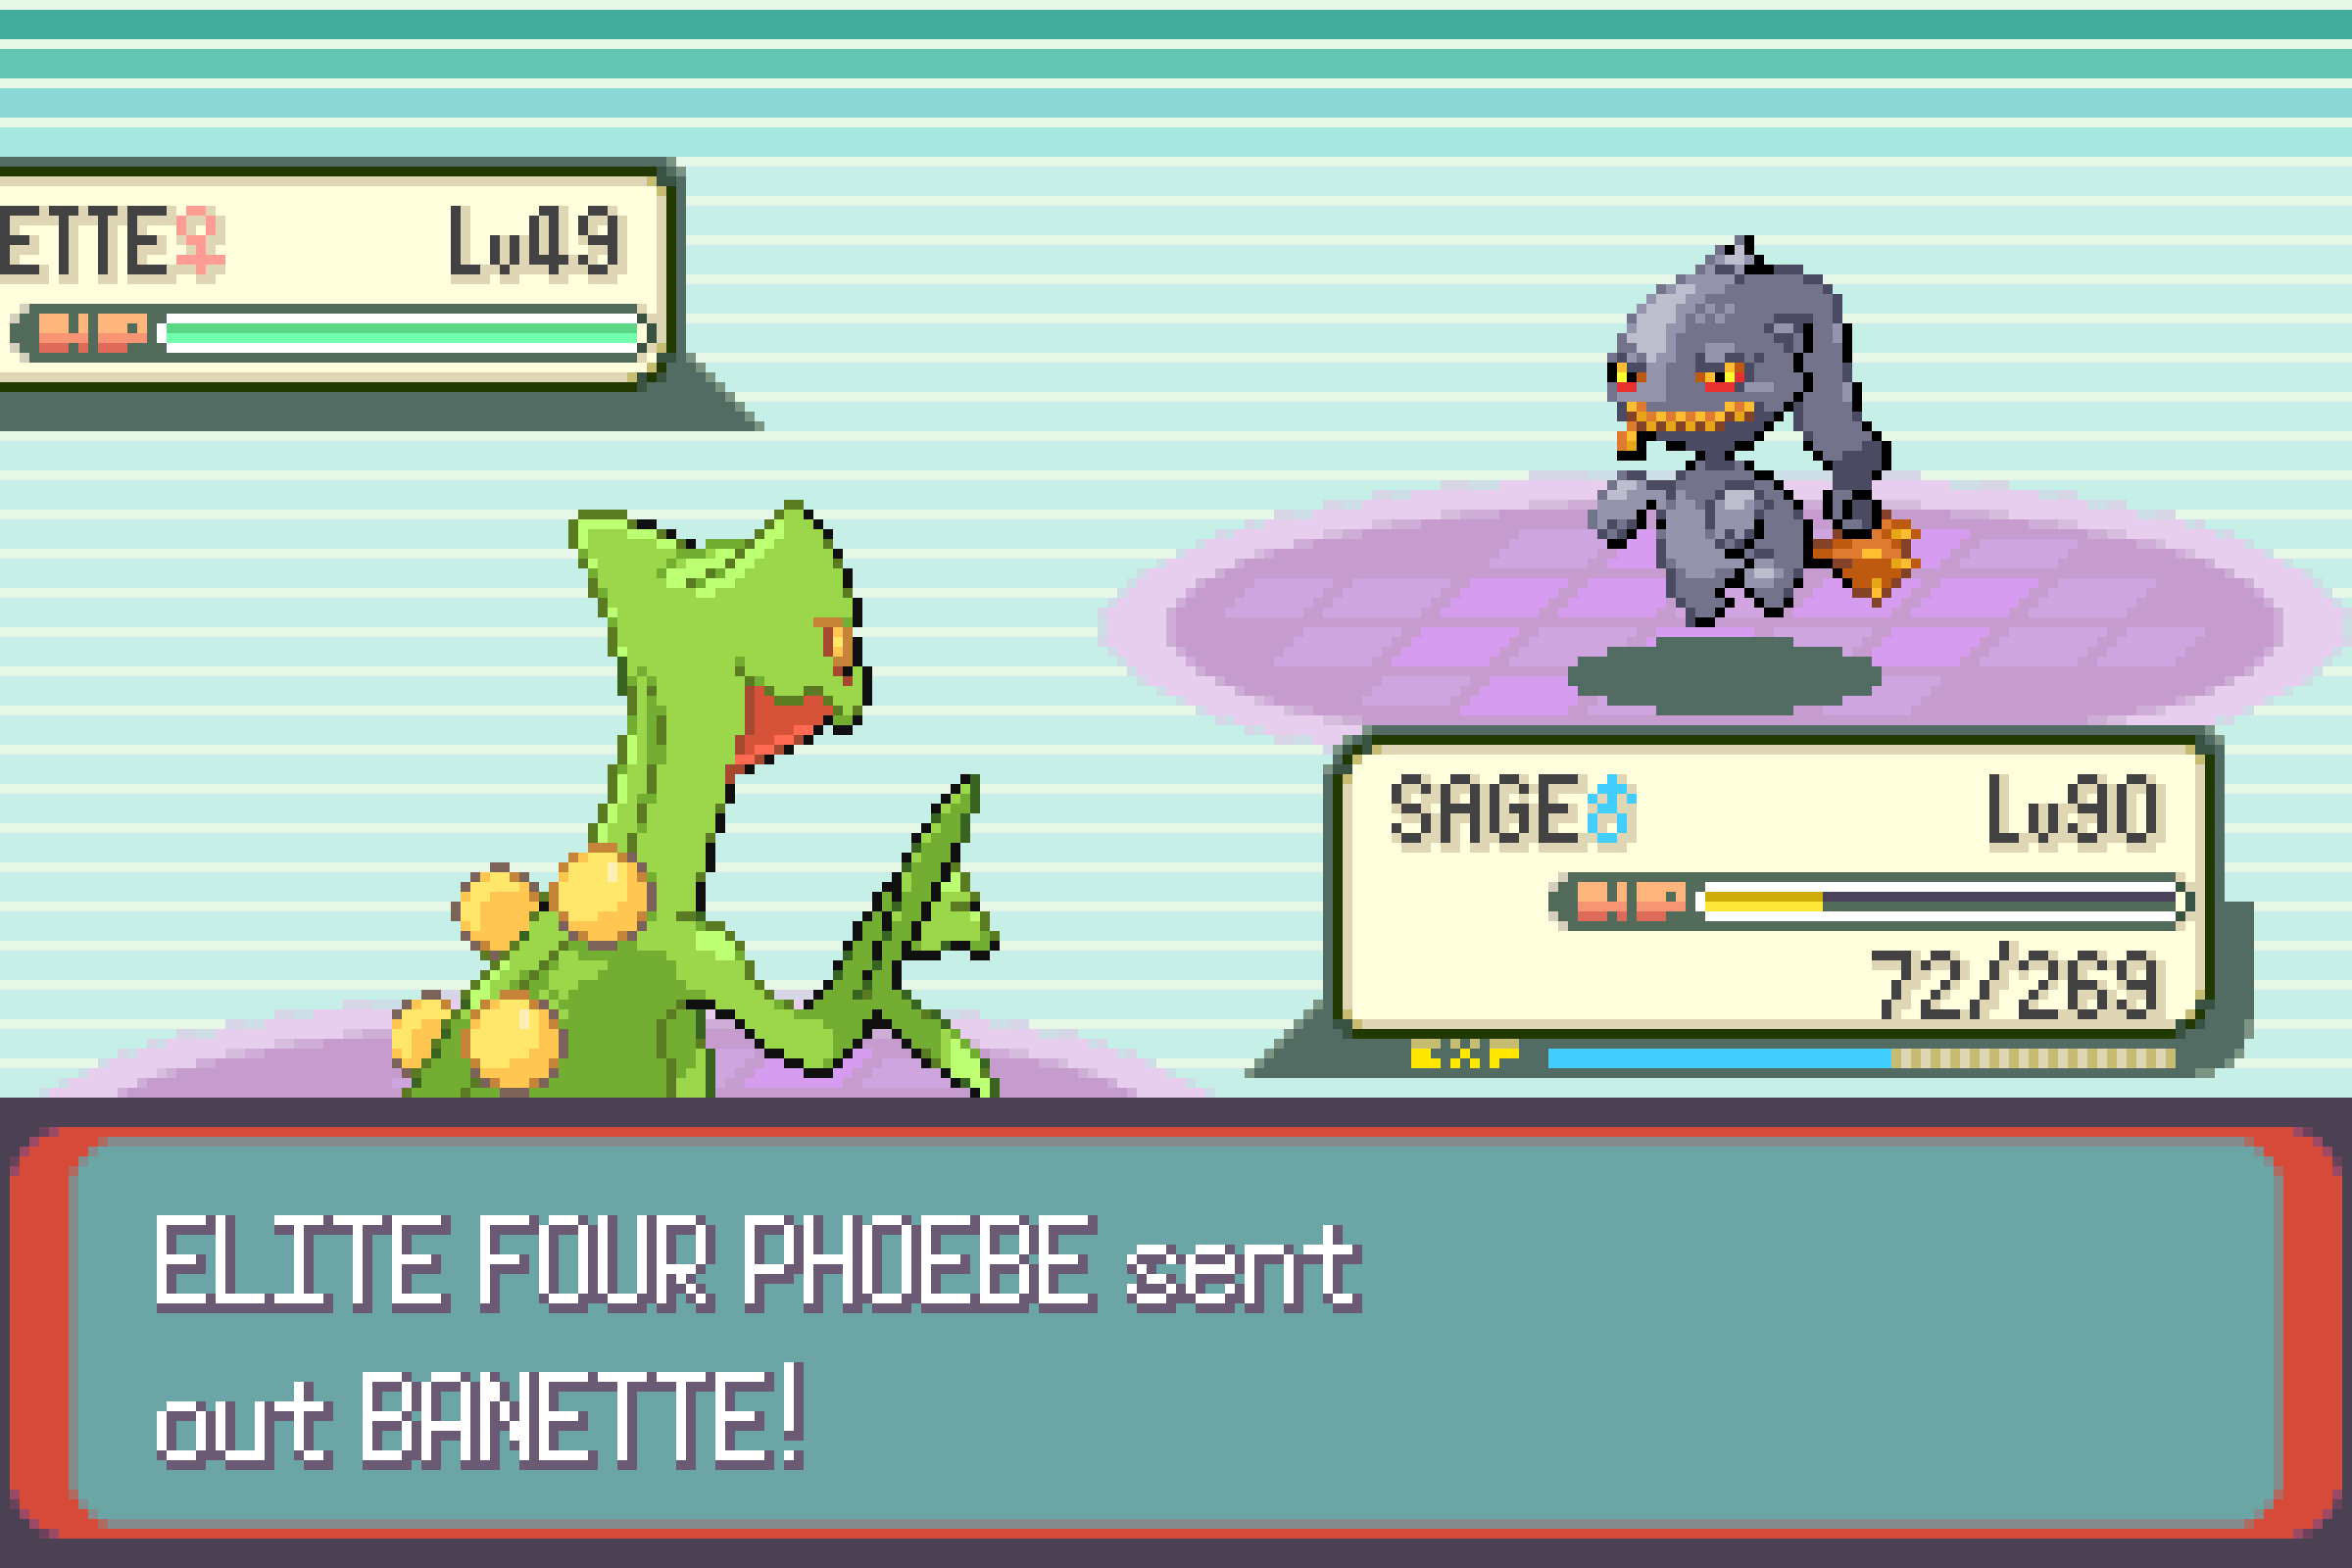 ETTE♀ Lv49
HP
SAGE♂ Lv90
HP
72/269
EXP
ELITE FOUR PHOEBE sent
out BANETTE!